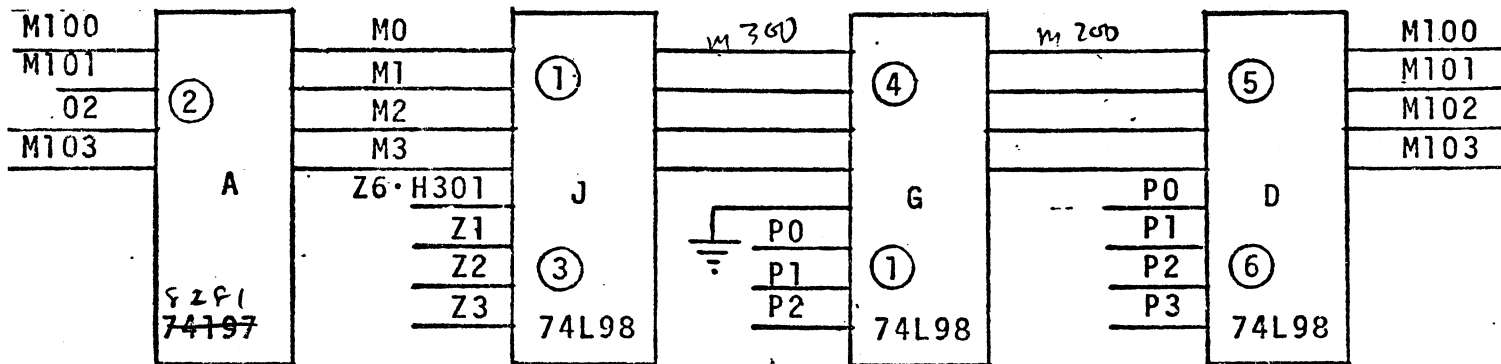 M100 M0 m 300 m 200 M100
M101 M1 M101
② ① ④ ⑤
02 M2 M102
M103 M3 M103
A Z6·H301 J G P0 D
Z1 P0 P1
Z2 ③ P1 ① P2 ⑥
8281 Z3 P2 P3
74197 74L98 74L98 74L98